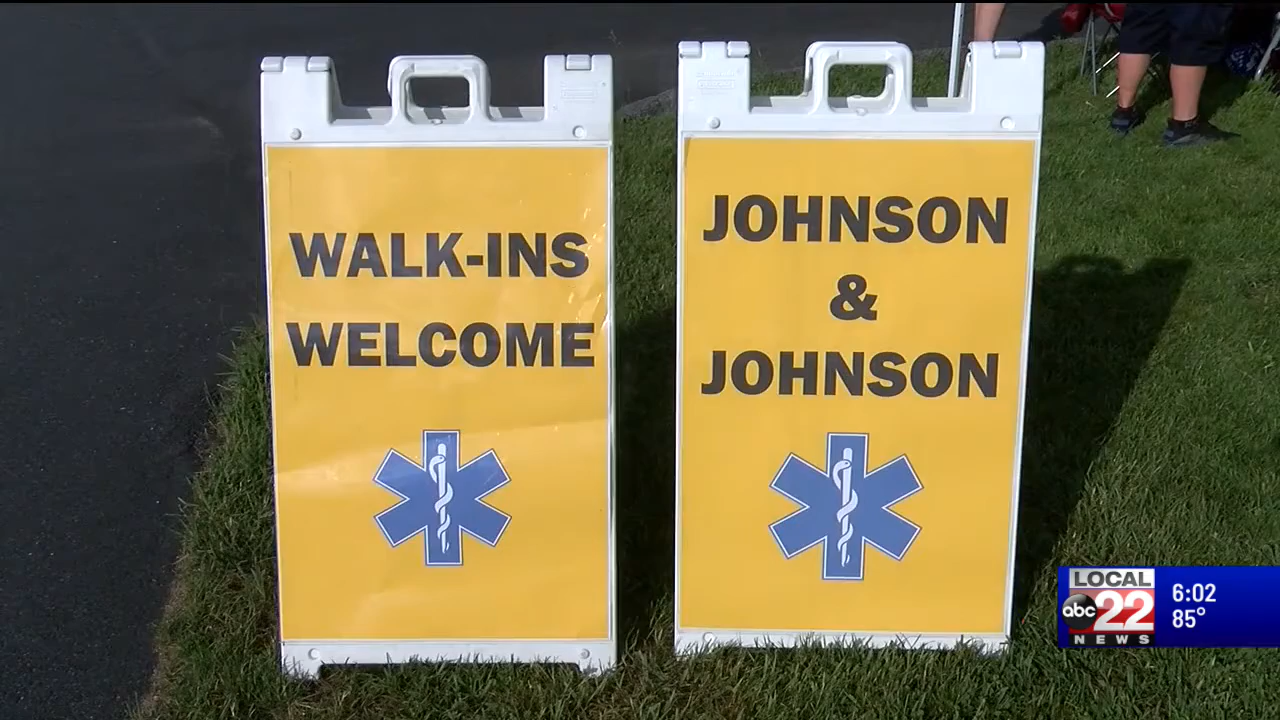 WALK-INS
WELCOME
JOHNSON
&
JOHNSON
LOCAL
abc 22
NEWS
6:02
85°